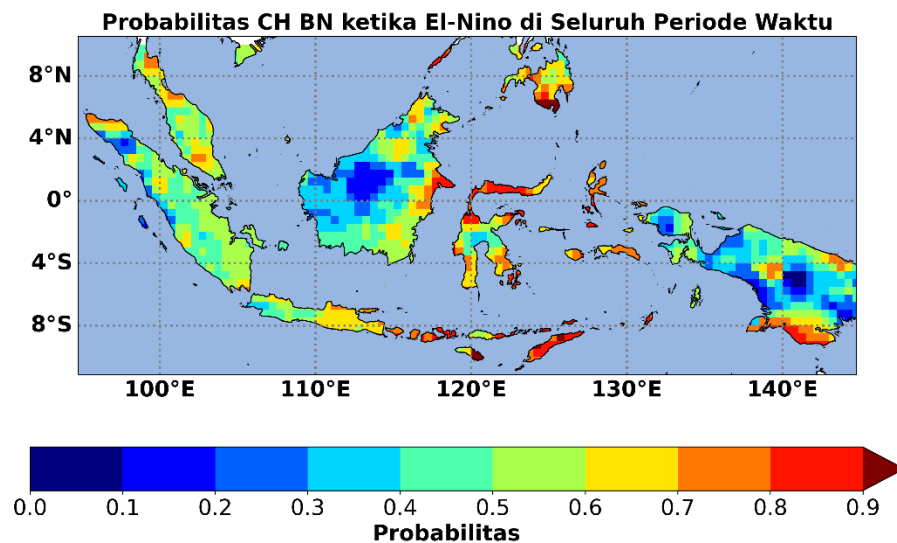 Probabilitas CH BN ketika El-Nino di Seluruh Periode Waktu
8°N
4°N
0°
4°S
8°S
100°E 110°E 120°E 130°E 140°E
0.0 0.1 0.2 0.3 0.4 0.5 0.6 0.7 0.8 0.9
Probabilitas